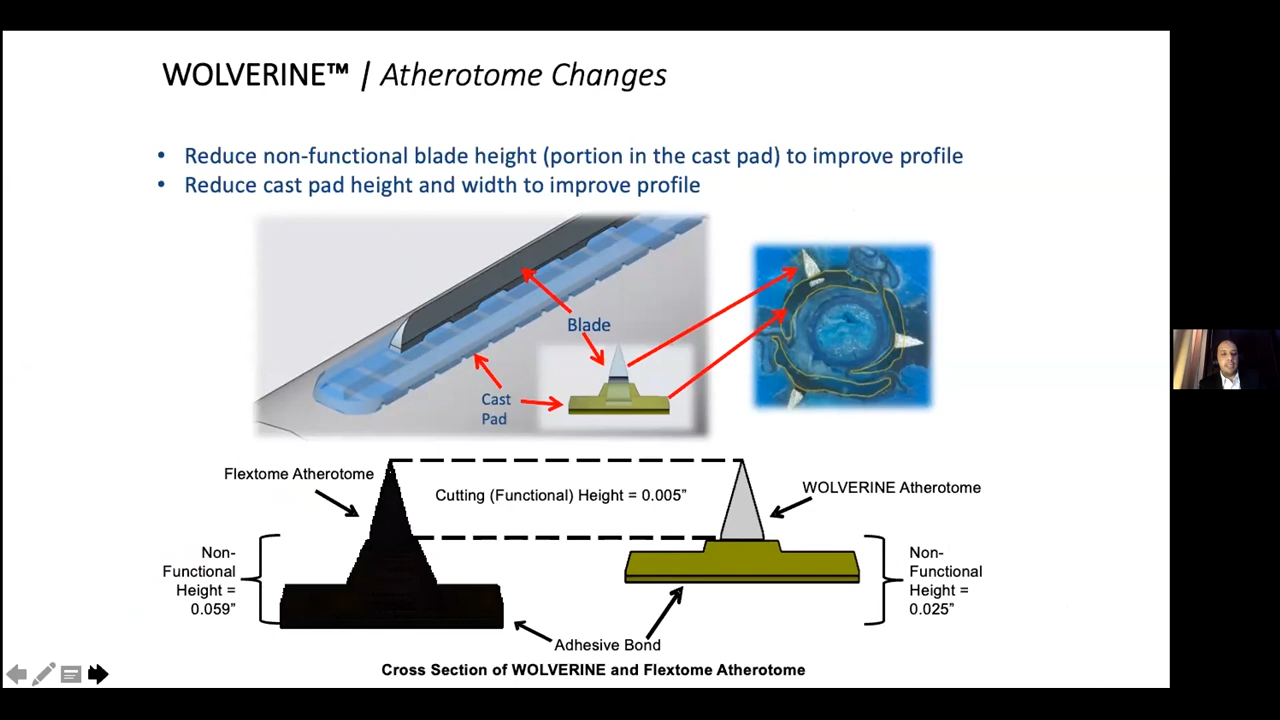 WOLVERINE™ | Atherotome Changes
• Reduce non-functional blade height (portion in the cast pad) to improve profile
• Reduce cast pad height and width to improve profile
Blade
Cast
Pad
Flextome Atherotome
Cutting (Functional) Height = 0.005”
WOLVERINE Atherotome
Non-
Functional
Height =
0.059”
Non-
Functional
Height =
0.025”
Adhesive Bond
Cross Section of WOLVERINE and Flextome Atherotome